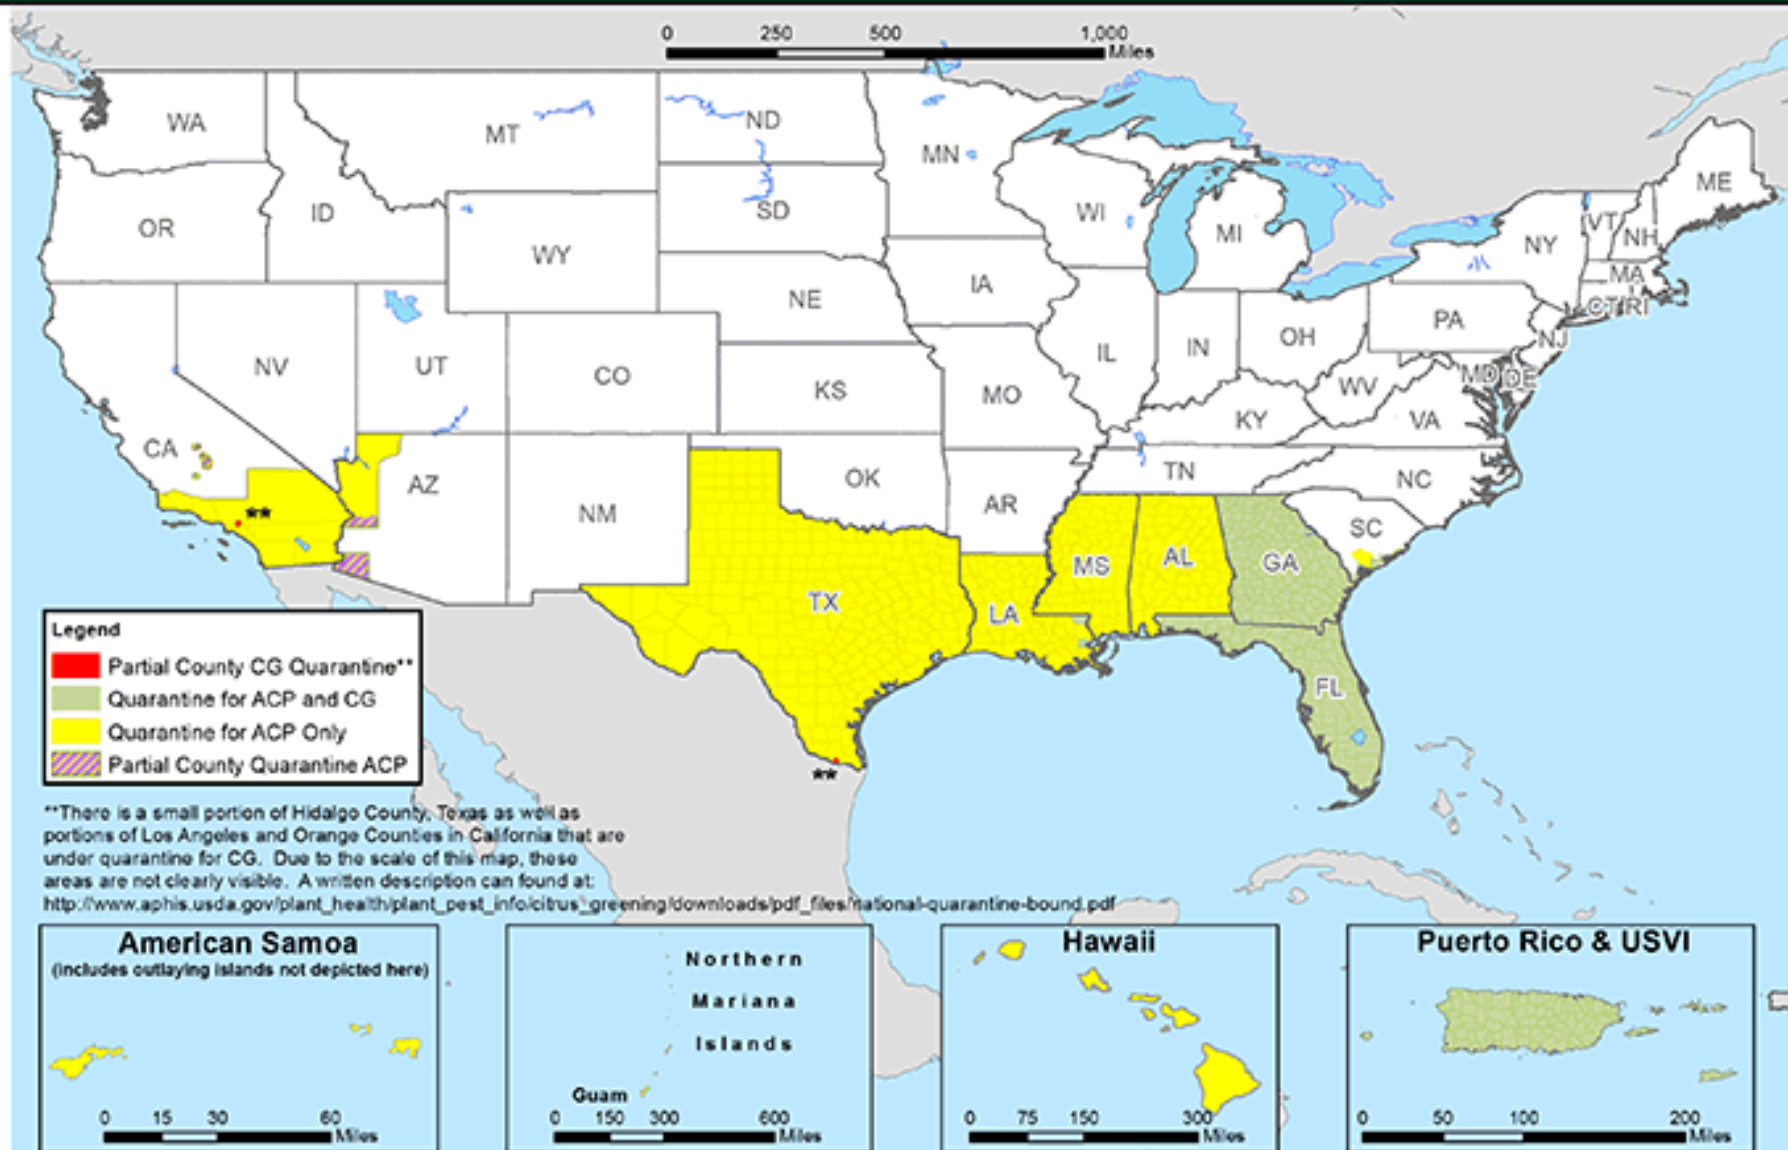 0 250 500 1,000
Miles
WA
MT
ND
MN
ME
OR
ID
SD
WI
MI
VT
NH
NY
WY
MA
IA
NE
CT RI
PA
NV
UT
CO
IL
IN
OH
NJ
KS
MO
WV
MD DE
KY
VA
CA
AZ
OK
TN
NC
NM
AR
SC
**
MS
AL
GA
TX
LA
FL
**
Legend
Partial County CG Quarantine**
Quarantine for ACP and CG
Quarantine for ACP Only
Partial County Quarantine ACP
**There is a small portion of Hidalgo County, Texas as well as
portions of Los Angeles and Orange Counties in California that are
under quarantine for CG. Due to the scale of this map, these
areas are not clearly visible. A written description can found at:
http://www.aphis.usda.gov/plant_health/plant_pest_info/citrus_greening/downloads/pdf_files/national-quarantine-bound.pdf
American Samoa
(includes outlaying islands not depicted here)
0 15 30 60
Miles
Northern
Mariana
Islands
Guam
0 150 300 600
Miles
Hawaii
0 75 150 300
Miles
Puerto Rico & USVI
0 50 100 200
Miles